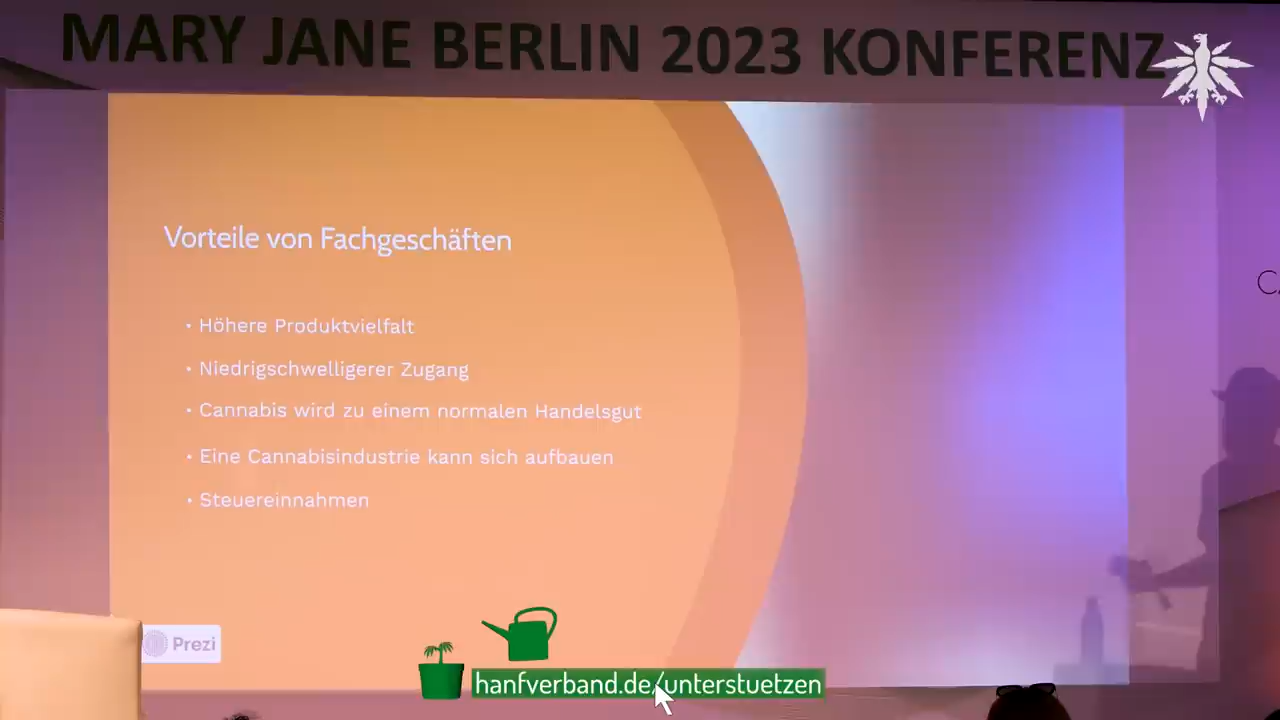 MARY JANE BERLIN 2023 KONFERENZ
Vorteile von Fachgeschäften
• Höhere Produktvielfalt
• Niedrigschwelligerer Zugang
• Cannabis wird zu einem normalen Handelsgut
• Eine Cannabisindustrie kann sich aufbauen
• Steuereinnahmen
Prezi
hanfverband.de/unterstuetzen